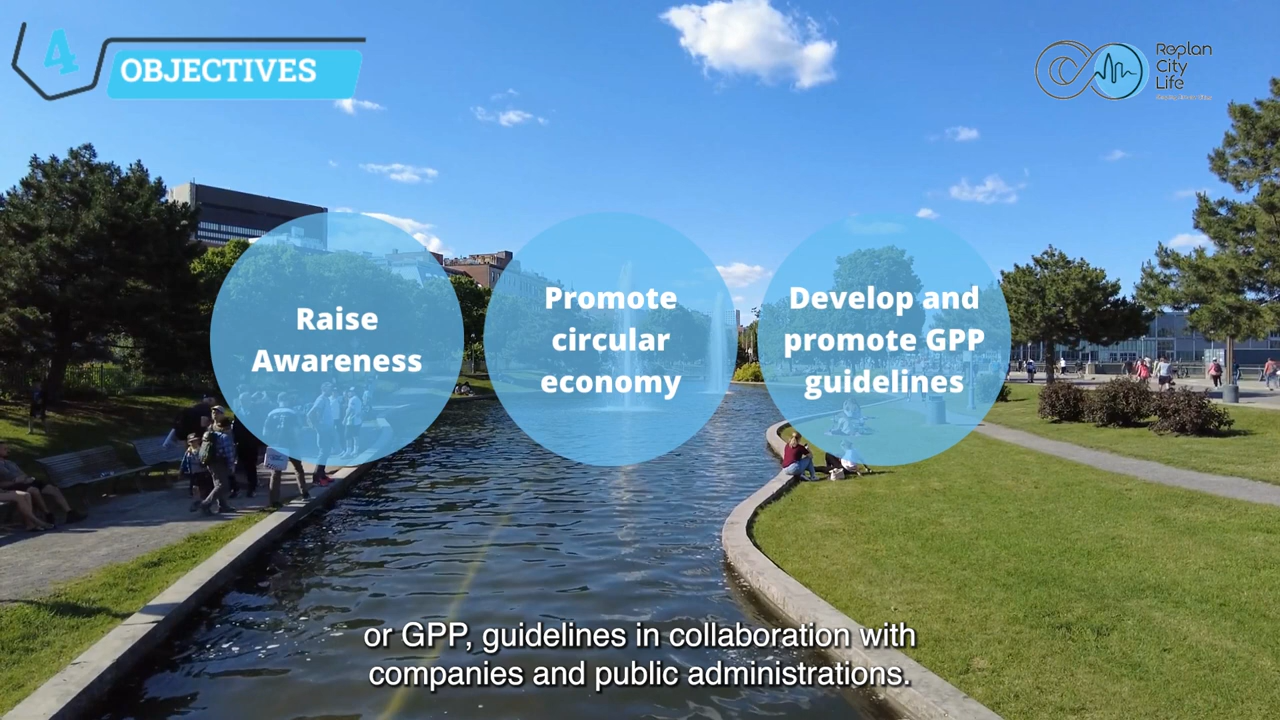 4
OBJECTIVES
Replan
City
Life
Raise
Awareness
Promote
circular
economy
Develop and
promote GPP
guidelines
or GPP, guidelines in collaboration with
companies and public administrations.